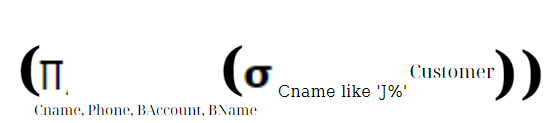 (Π, (σ Cname like 'J%' Customer))
Cname, Phone, BAccount, BName